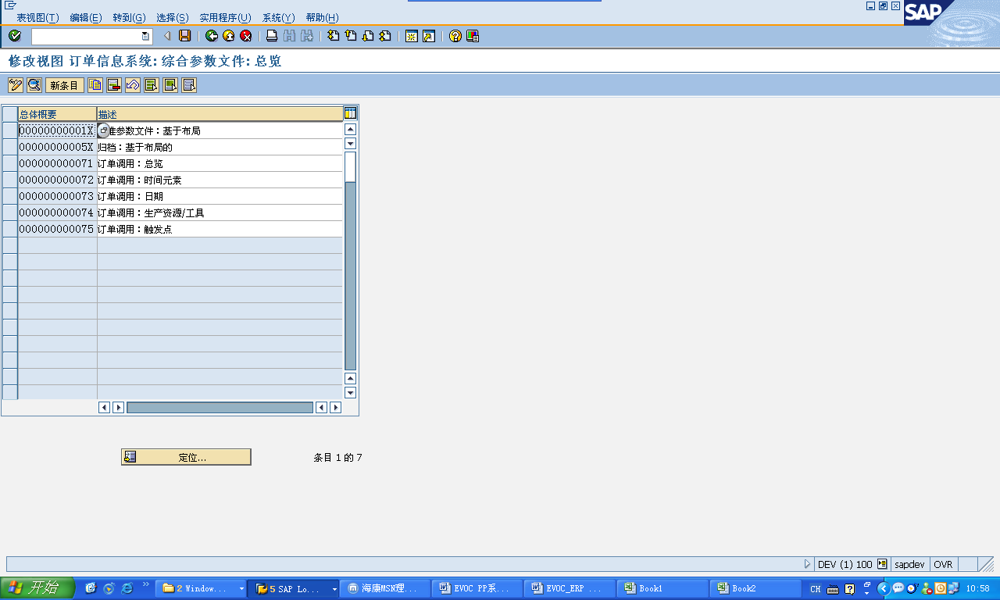 表视图(T) 编辑(E) 转到(G) 选择(S) 实用程序(U) 系统(Y) 帮助(H)
SAP
修改视图 订单信息系统: 综合参数文件: 总览
新条目
总体概要 描述
00000000001X 准参数文件：基于布局
00000000005X 归档：基于布局的
000000000071 订单调用：总览
000000000072 订单调用：时间元素
000000000073 订单调用：日期
000000000074 订单调用：生产资源/工具
000000000075 订单调用：触发点
定位... 条目 1 的 7
DEV (1) 100 sapdev OVR
开始 2 Window... 5 SAP Lo... 海康MSN理... EVOC PP系... EVOC_ERP ... Book1 Book2 CH 10:58